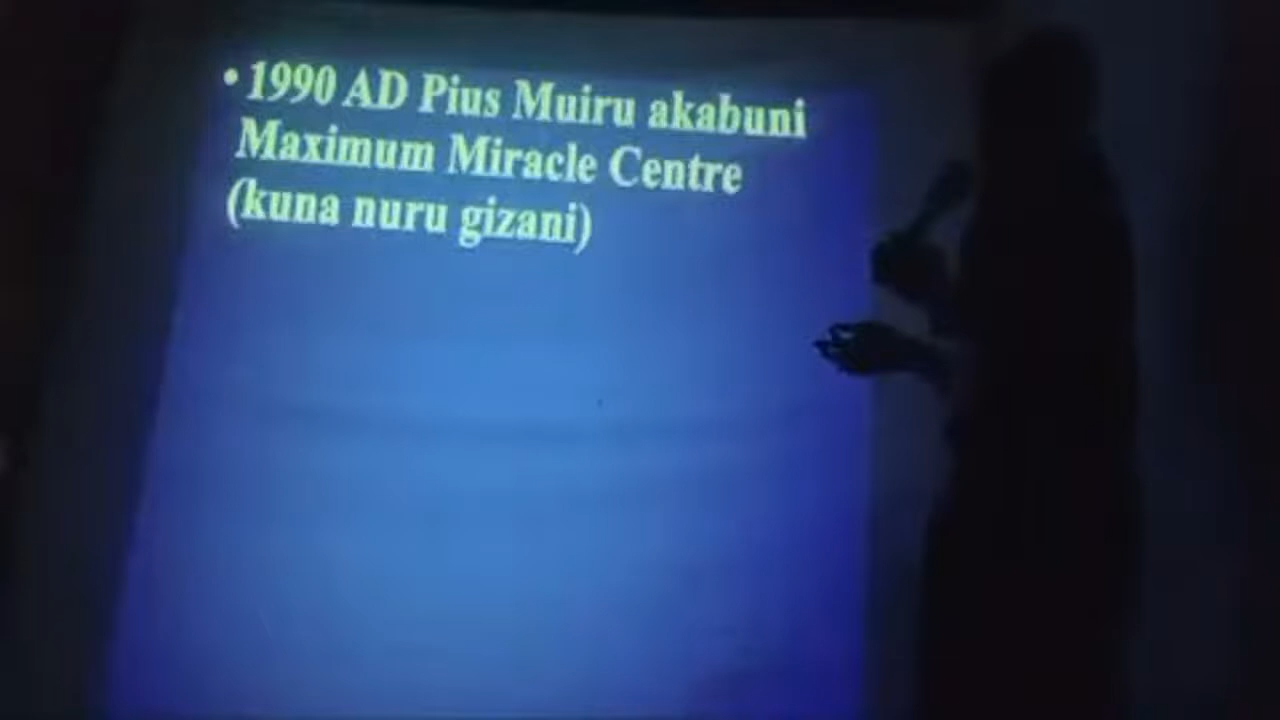 • 1990 AD Pius Muiru akabuni
Maximum Miracle Centre
(kuna nuru gizani)